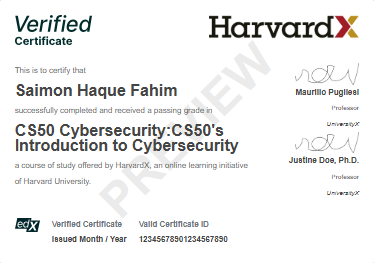 Verified
Certificate
HarvardX
This is to certify that
Saimon Haque Fahim
successfully completed and received a passing grade in
CS50 Cybersecurity:CS50's
Introduction to Cybersecurity
a course of study offered by HarvardX, an online learning initiative
of Harvard University.
Maurilio Pugliesi
Professor
UniversityX
Justine Doe, Ph.D.
Professor
UniversityX
PREVIEW
edX
Verified Certificate
Issued Month / Year
Valid Certificate ID
12345678901234567890